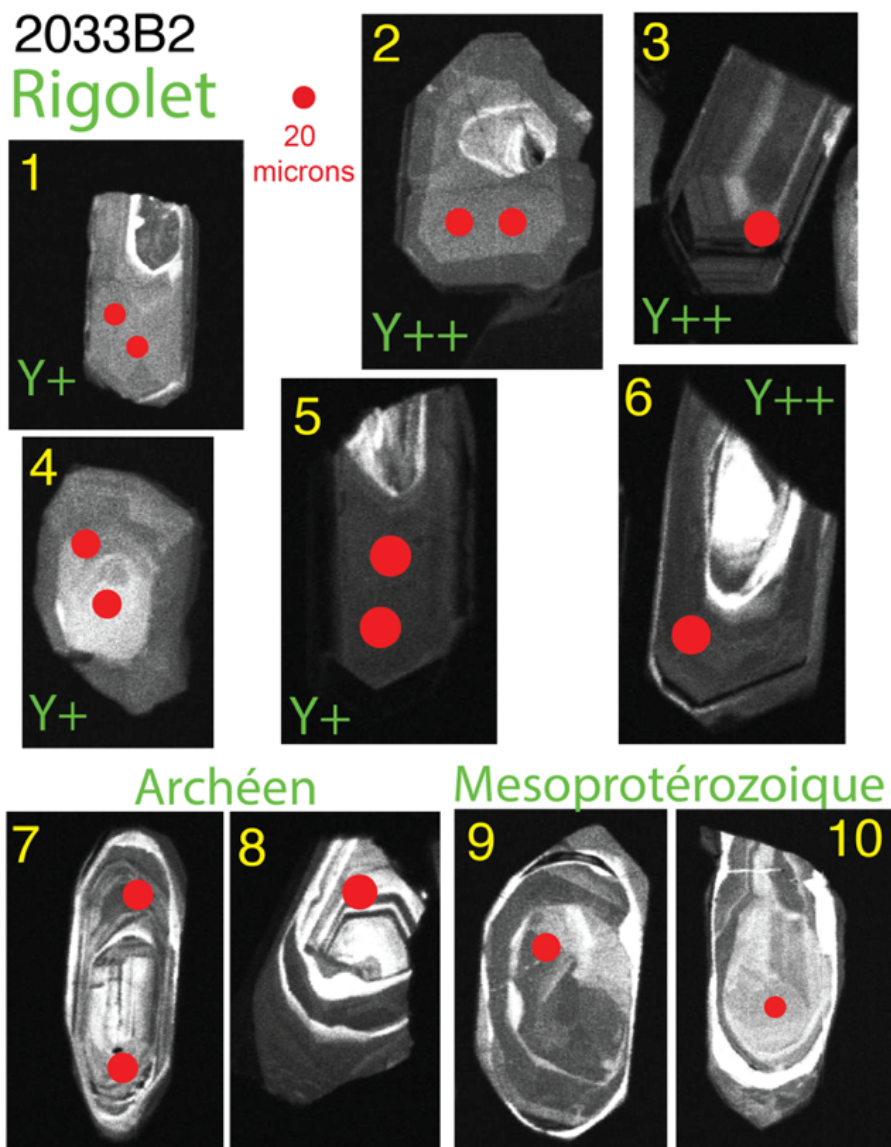 2033B2
Rigolet
20
microns
1
Y+
2
Y++
3
Y++
4
Y+
5
Y+
6
Y++
Archéen
Mesoprotérozoique
7
8
9
10